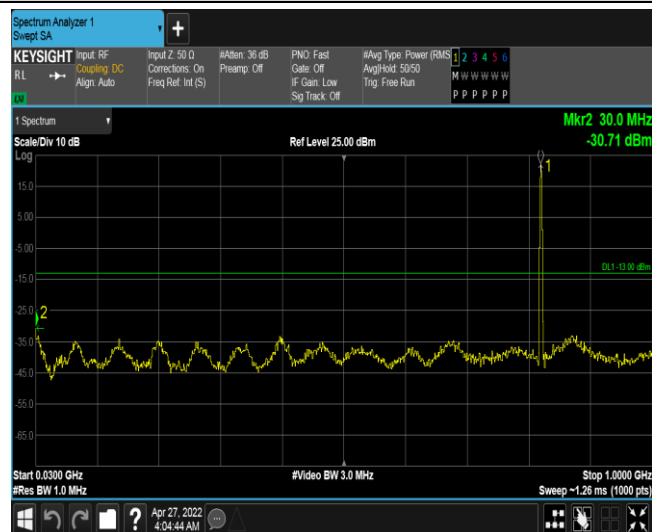 Spectrum Analyzer 1
Swept SA
+
KEYSIGHT Input: RF Input Z: 50 Ω #Atten: 36 dB PNO: Fast #Avg Type: Power (RMS 1 2 3 4 5 6
RL Coupling: DC Corrections: On Preamp: Off Gate: Off Avg|Hold: 50/50 M W W W W W
Align: Auto Freq Ref: Int (S) IF Gain: Low Trig: Free Run
Sig Track: Off P P P P P P
1 Spectrum
Mkr2 30.0 MHz
Scale/Div 10 dB Ref Level 25.00 dBm -30.71 dBm
Log
1
15.0
5.00
-5.00
DL1 -13.00 dBm
-15.0
-25.0
2
-35.0
-45.0
-55.0
-65.0
Start 0.0300 GHz #Video BW 3.0 MHz Stop 1.0000 GHz
#Res BW 1.0 MHz Sweep ~1.26 ms (1000 pts)
? Apr 27, 2022
4:04:44 AM